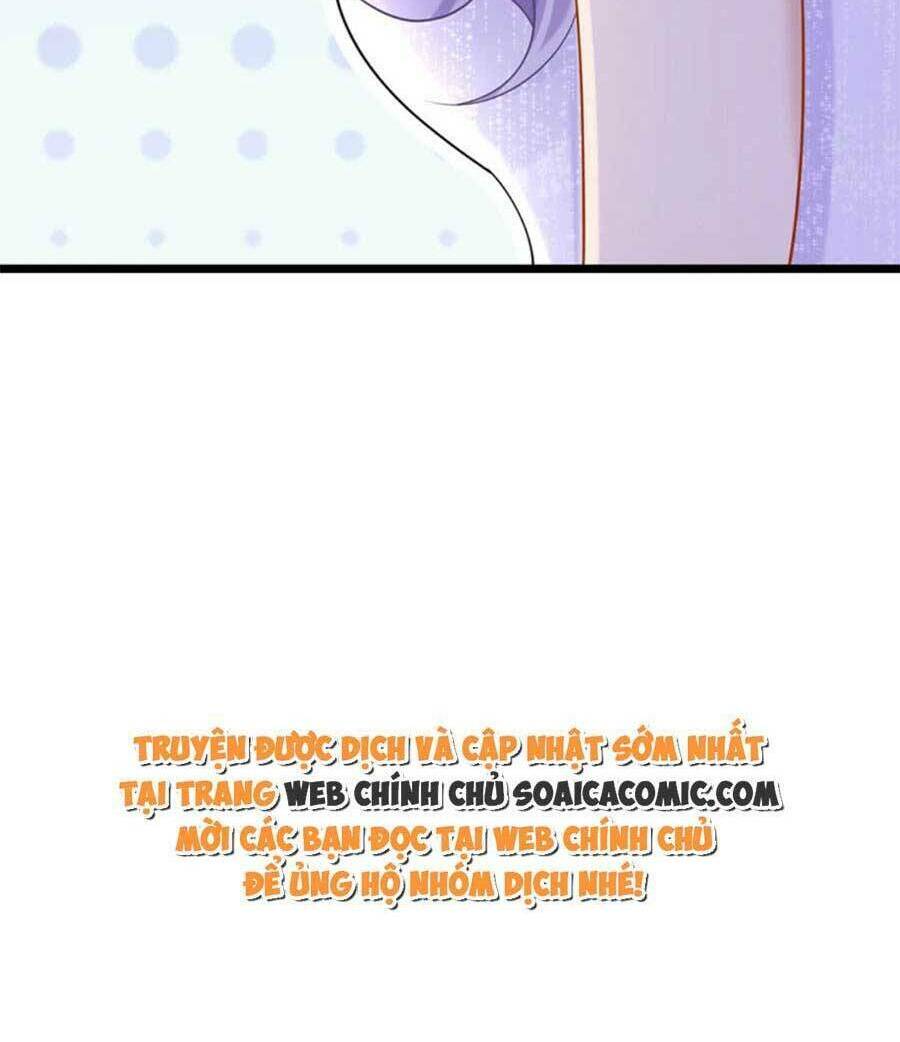 TRUYỆN ĐƯỢC DỊCH VÀ CẬP NHẬT SỚM NHẤT
TẠI TRANG WEB CHÍNH CHỦ SOAICACOMIC.COM
MỜI CÁC BẠN ĐỌC TẠI WEB CHÍNH CHỦ
ĐỂ ỦNG HỘ NHÓM DỊCH NHÉ!